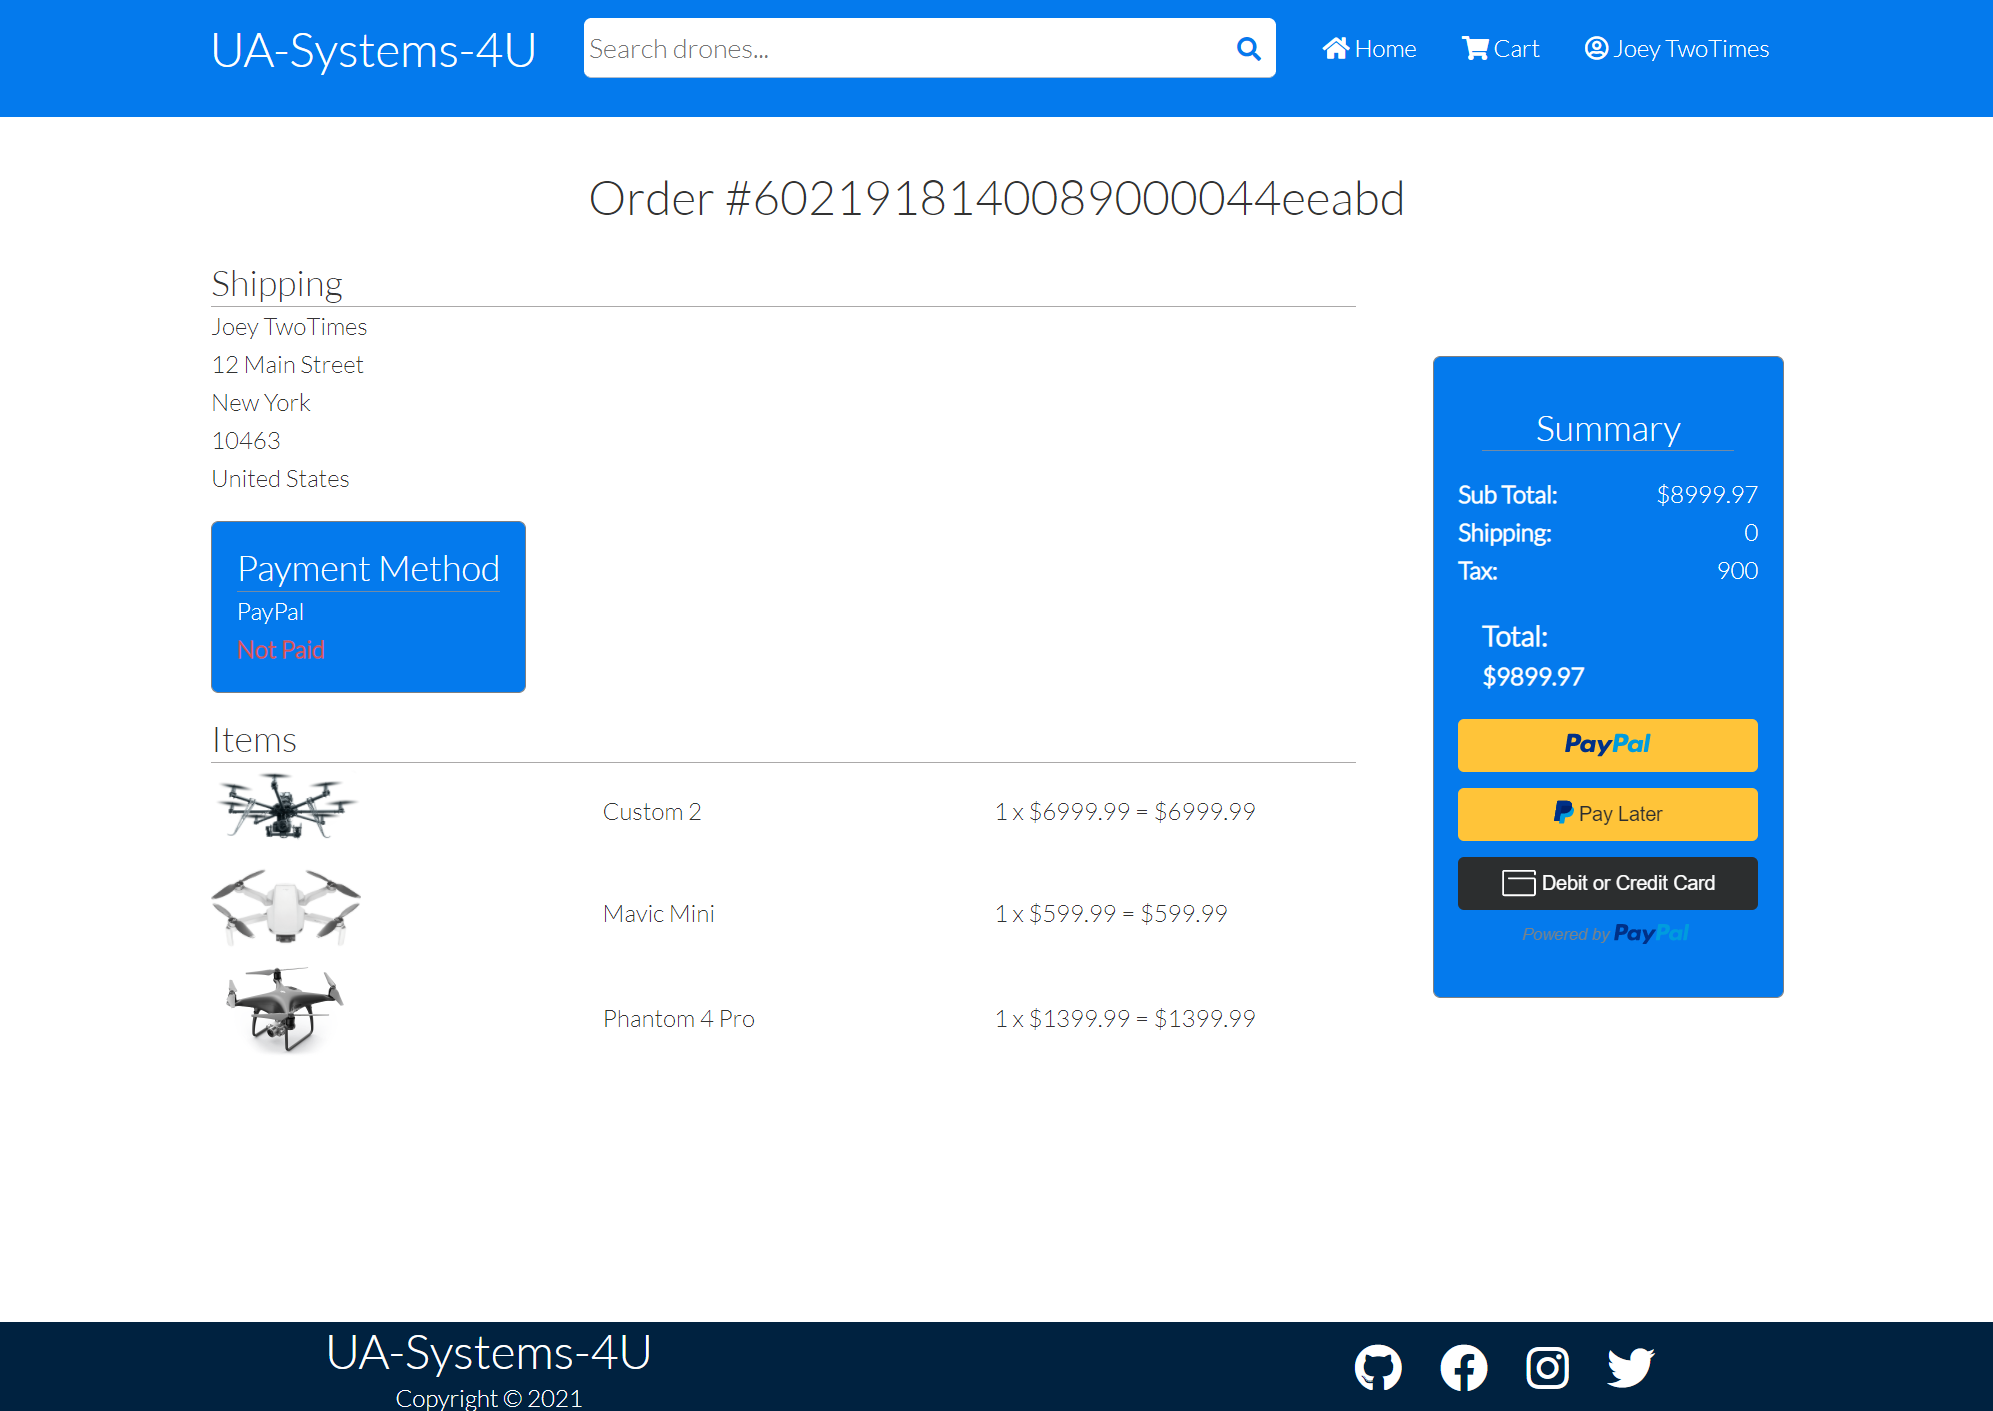 UA-Systems-4U
Search drones...
Home
Cart
Joey TwoTimes
Order #6021918140089000044eeabd
Shipping
Joey TwoTimes
12 Main Street
New York
10463
United States
Payment Method
PayPal
Not Paid
Items
Custom 2 1 x $6999.99 = $6999.99
Mavic Mini 1 x $599.99 = $599.99
Phantom 4 Pro 1 x $1399.99 = $1399.99
Summary
Sub Total: $8999.97
Shipping: 0
Tax: 900
Total:
$9899.97
PayPal
Pay Later
Debit or Credit Card
Powered by PayPal
UA-Systems-4U
Copyright © 2021